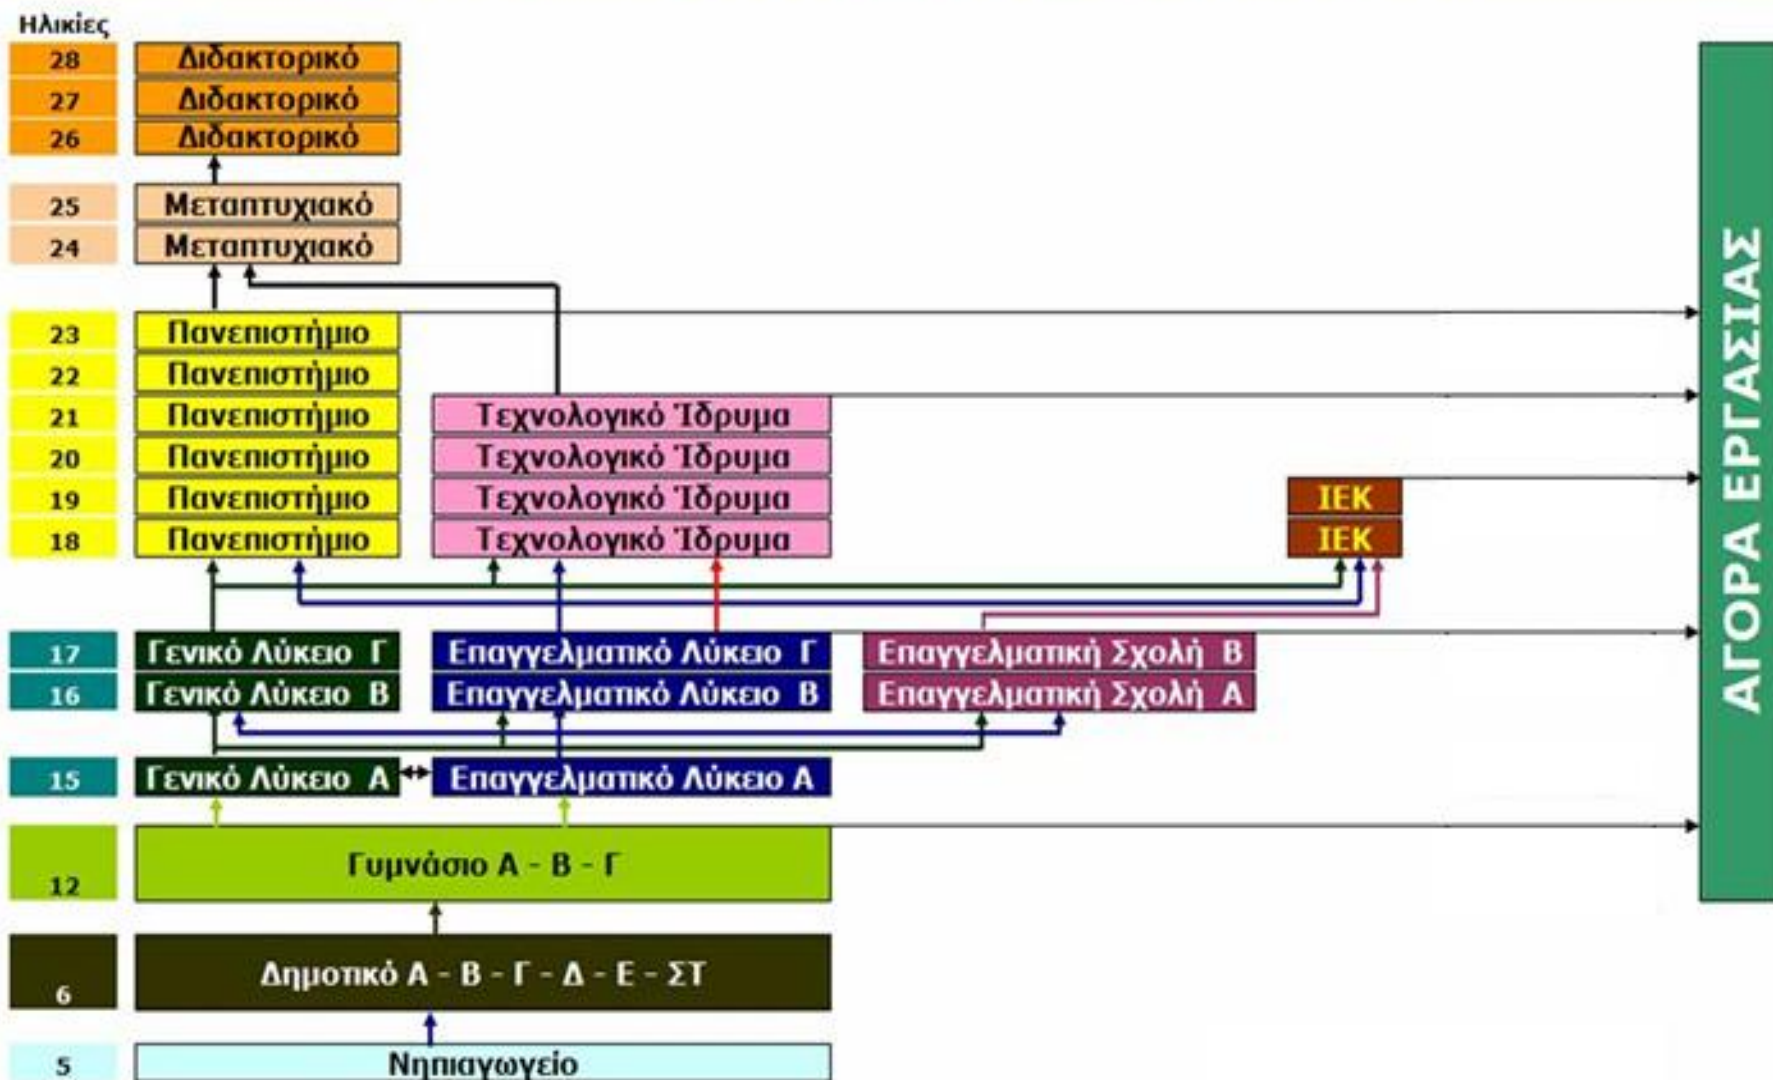 Ηλικίες
28 Διδακτορικό
27 Διδακτορικό
26 Διδακτορικό
25 Μεταπτυχιακό
24 Μεταπτυχιακό
23 Πανεπιστήμιο
22 Πανεπιστήμιο
21 Πανεπιστήμιο Τεχνολογικό Ίδρυμα
20 Πανεπιστήμιο Τεχνολογικό Ίδρυμα
19 Πανεπιστήμιο Τεχνολογικό Ίδρυμα ΙΕΚ
18 Πανεπιστήμιο Τεχνολογικό Ίδρυμα ΙΕΚ
17 Γενικό Λύκειο Γ Επαγγελματικό Λύκειο Γ Επαγγελματική Σχολή Β
16 Γενικό Λύκειο Β Επαγγελματικό Λύκειο Β Επαγγελματική Σχολή Α
15 Γενικό Λύκειο Α Επαγγελματικό Λύκειο Α
12 Γυμνάσιο Α - Β - Γ
6 Δημοτικό Α - Β - Γ - Δ - Ε - ΣΤ
5 Νηπιαγωγείο
ΑΓΟΡΑ ΕΡΓΑΣΙΑΣ